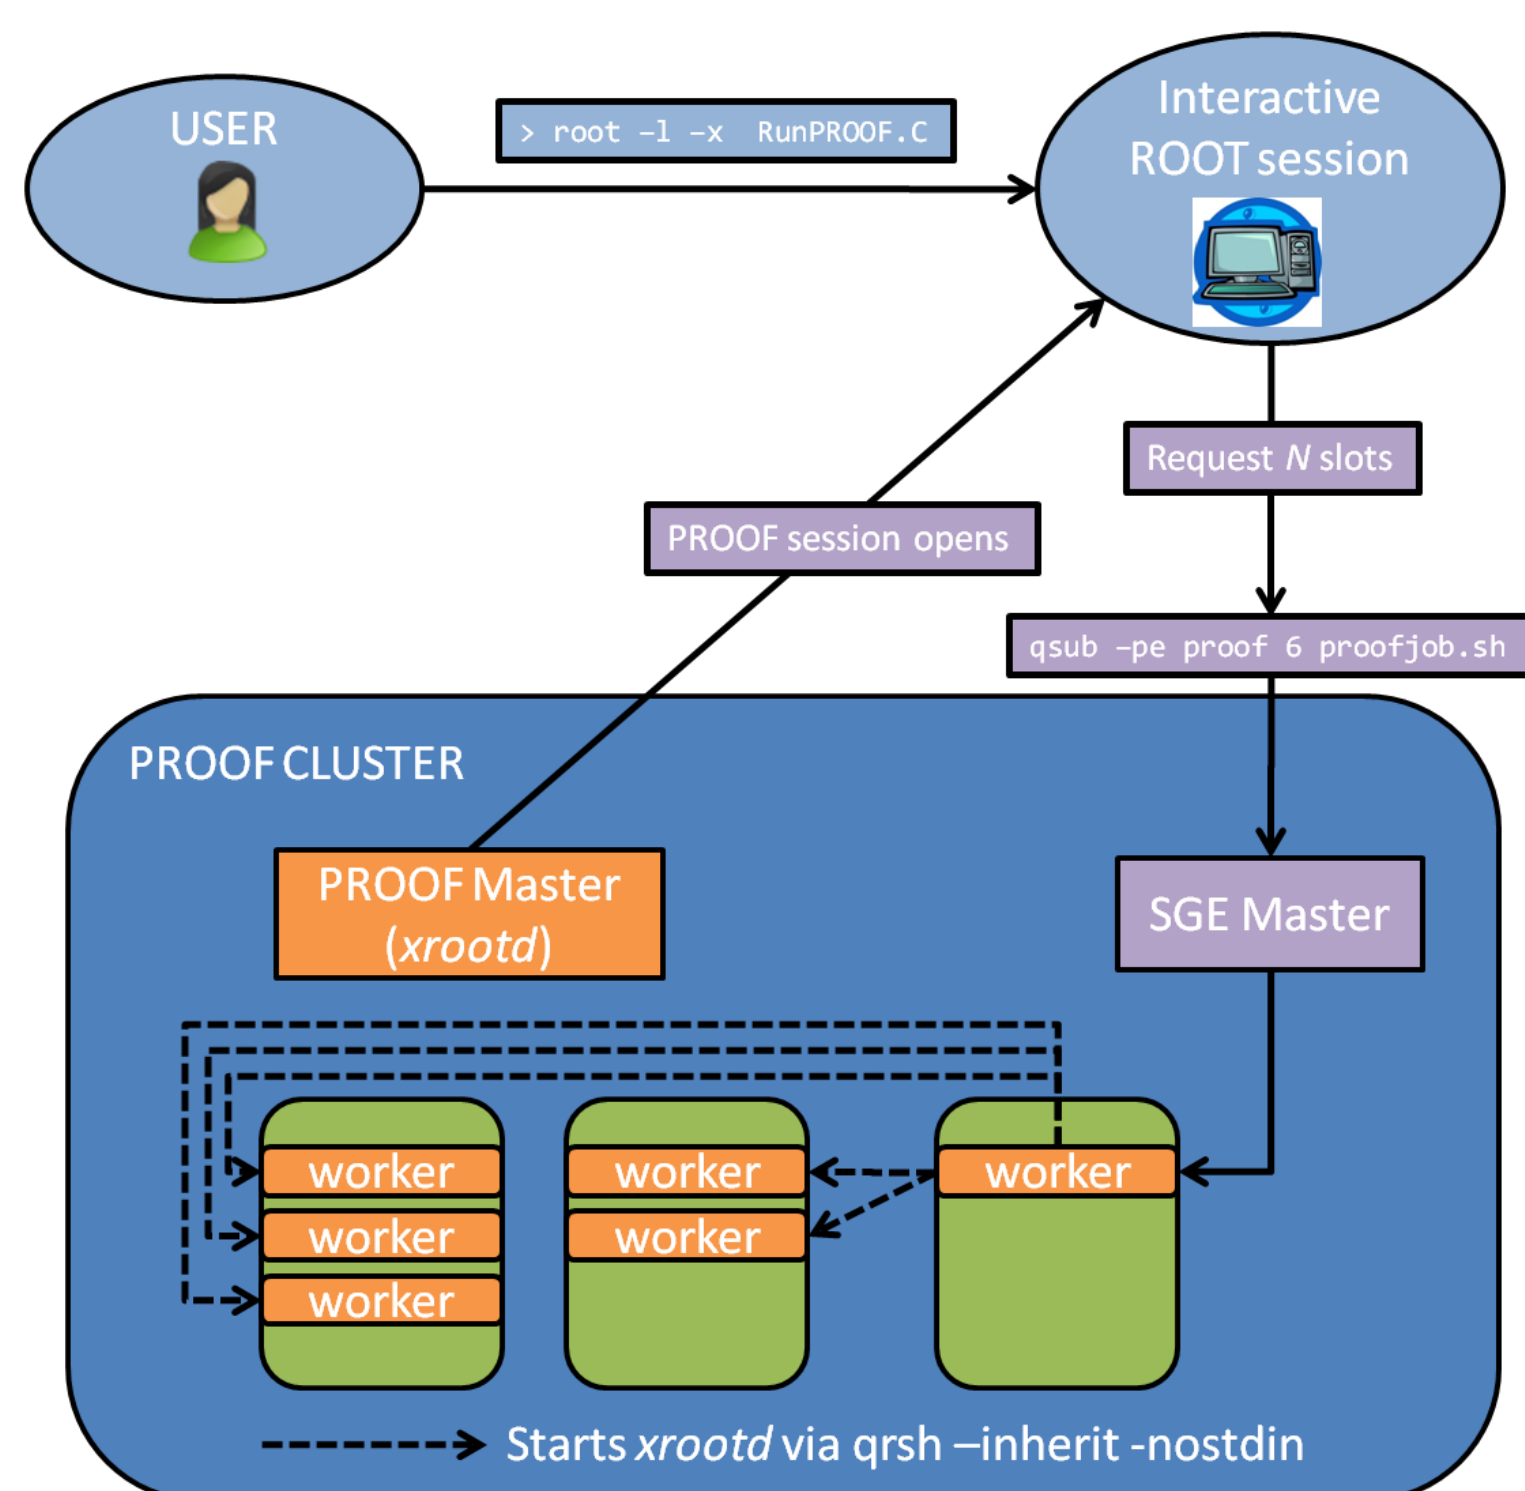 USER
> root –l –x RunPROOF.C
Interactive
ROOT session
Request N slots
PROOF session opens
qsub –pe proof 6 proofjob.sh
PROOF CLUSTER
PROOF Master
(xrootd)
SGE Master
worker
worker
worker
worker
worker
worker
Starts xrootd via qrsh –inherit -nostdin